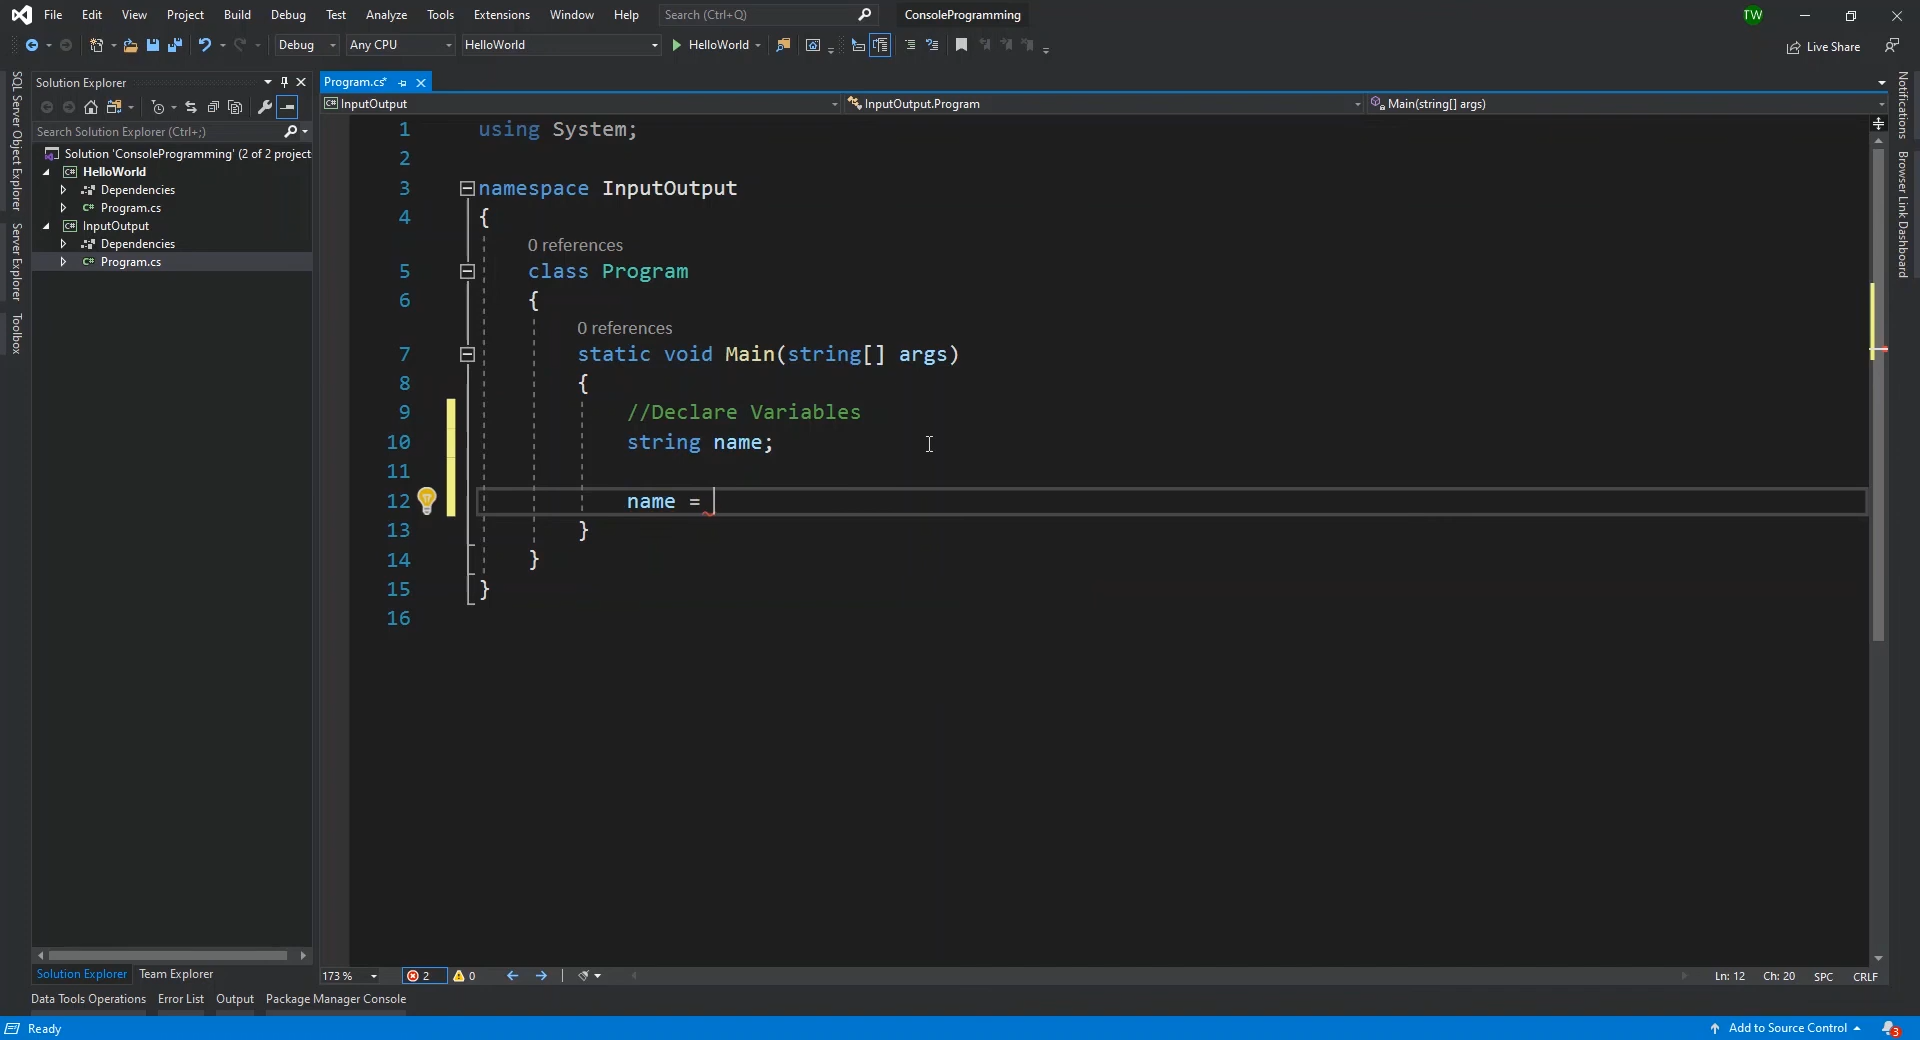 File Edit View Project Build Debug Test Analyze Tools Extensions Window Help Search (Ctrl+Q) ConsoleProgramming TW
Debug Any CPU HelloWorld HelloWorld Live Share
SQL Server Object Explorer
Server Explorer
Toolbox
Solution Explorer
Search Solution Explorer (Ctrl+;)
Solution 'ConsoleProgramming' (2 of 2 project
C# HelloWorld
Dependencies
C# Program.cs
C# InputOutput
Dependencies
C# Program.cs
Program.cs*
C# InputOutput InputOutput.Program Main(string[] args)
1 using System;
2
3 namespace InputOutput
4 {
0 references
5 class Program
6 {
0 references
7 static void Main(string[] args)
8 {
9 //Declare Variables
10 string name;
11
12 name =
13 }
14 }
15 }
16
Notifications
Browser Link Dashboard
173 % 2 0 Ln: 12 Ch: 20 SPC CRLF
Solution Explorer Team Explorer
Data Tools Operations Error List Output Package Manager Console
Ready Add to Source Control 3